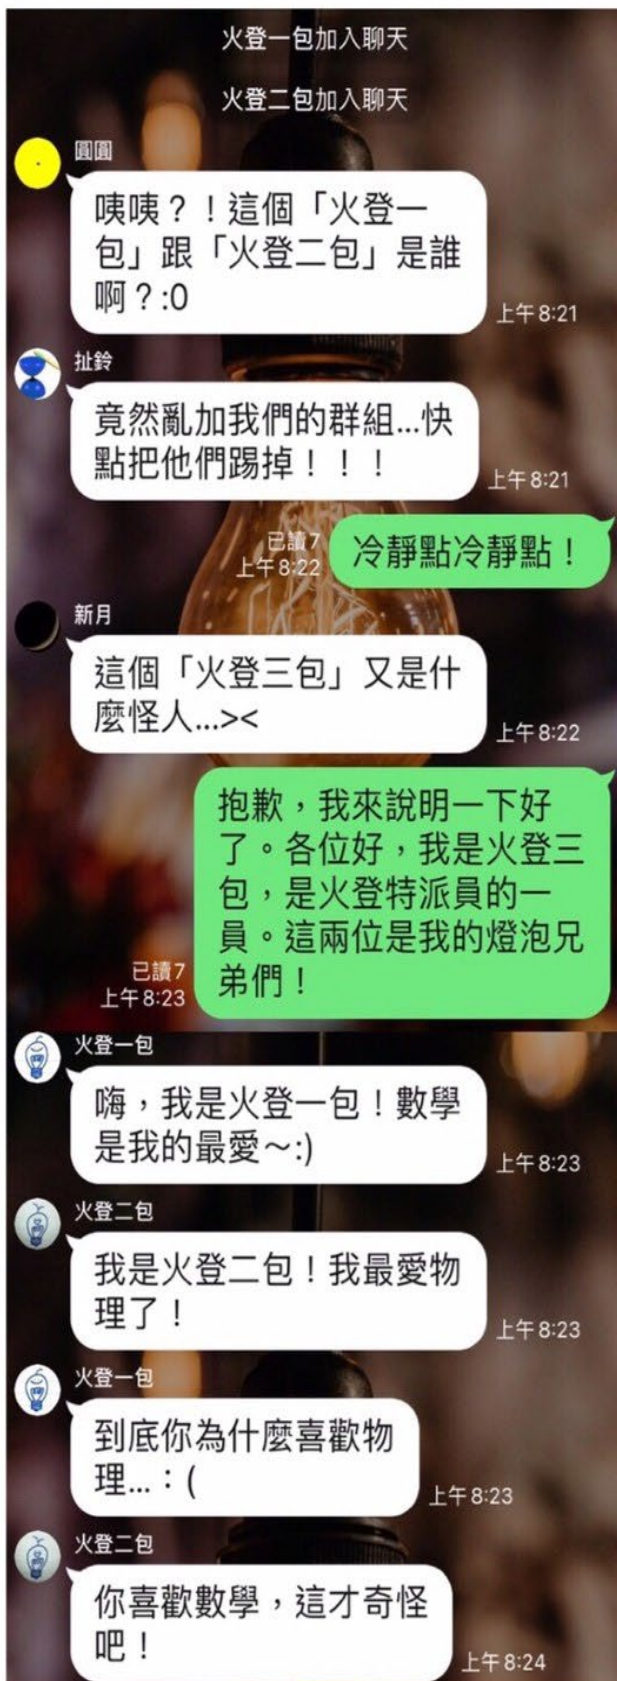 火登一包加入聊天
火登二包加入聊天
圓圓
咦咦？！這個「火登一
包」跟「火登二包」是誰
啊？:0
上午8:21
扯鈴
竟然亂加我們的群組...快
點把他們踢掉！！！
上午8:21
已讀7
上午8:22
冷靜點冷靜點！
新月
這個「火登三包」又是什
麼怪人...><
上午8:22
抱歉，我來說明一下好
了。各位好，我是火登三
包，是火登特派員的一
員。這兩位是我的燈泡兄
弟們！
已讀7
上午8:23
火登一包
嗨，我是火登一包！數學
是我的最愛～:)
上午8:23
火登二包
我是火登二包！我最愛物
理了！
上午8:23
火登一包
到底你為什麼喜歡物
理...：(
上午8:23
火登二包
你喜歡數學，這才奇怪
吧！
上午8:24